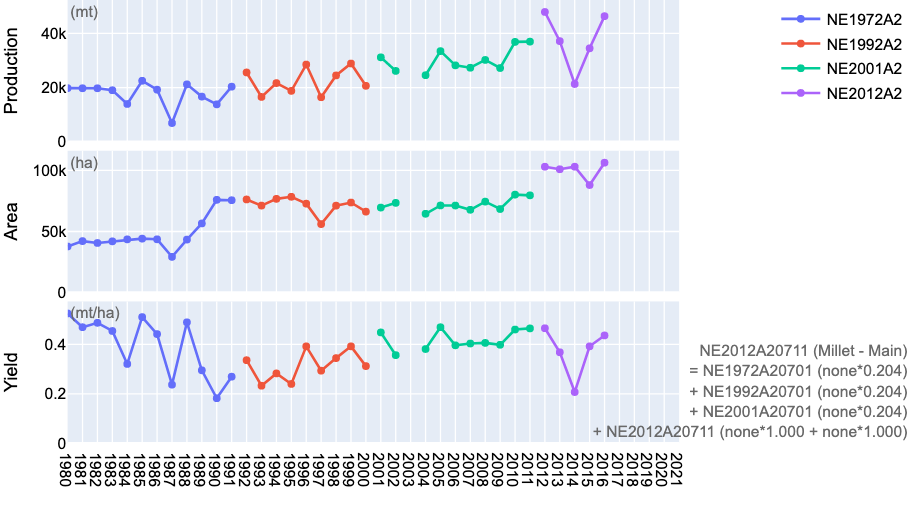 (mt)
Production
40k
20k
0
(ha)
Area
100k
50k
0
(mt/ha)
Yield
0.4
0.2
0
1980
1981
1982
1983
1984
1985
1986
1987
1988
1989
1990
1991
1992
1993
1994
1995
1996
1997
1998
1999
2000
2001
2002
2003
2004
2005
2006
2007
2008
2009
2010
2011
2012
2013
2014
2015
2016
2017
2018
2019
2020
2021
NE1972A2
NE1992A2
NE2001A2
NE2012A2
NE2012A20711 (Millet - Main)
= NE1972A20701 (none*0.204)
+ NE1992A20701 (none*0.204)
+ NE2001A20701 (none*0.204)
+ NE2012A20711 (none*1.000 + none*1.000)